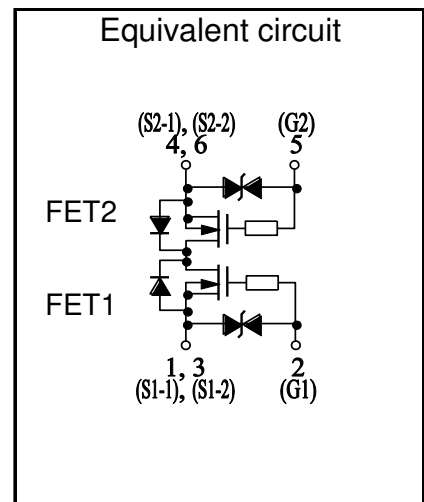 Equivalent circuit
(S2-1), (S2-2) (G2)
4, 6 5
FET2
FET1
1, 3 2
(S1-1), (S1-2) (G1)